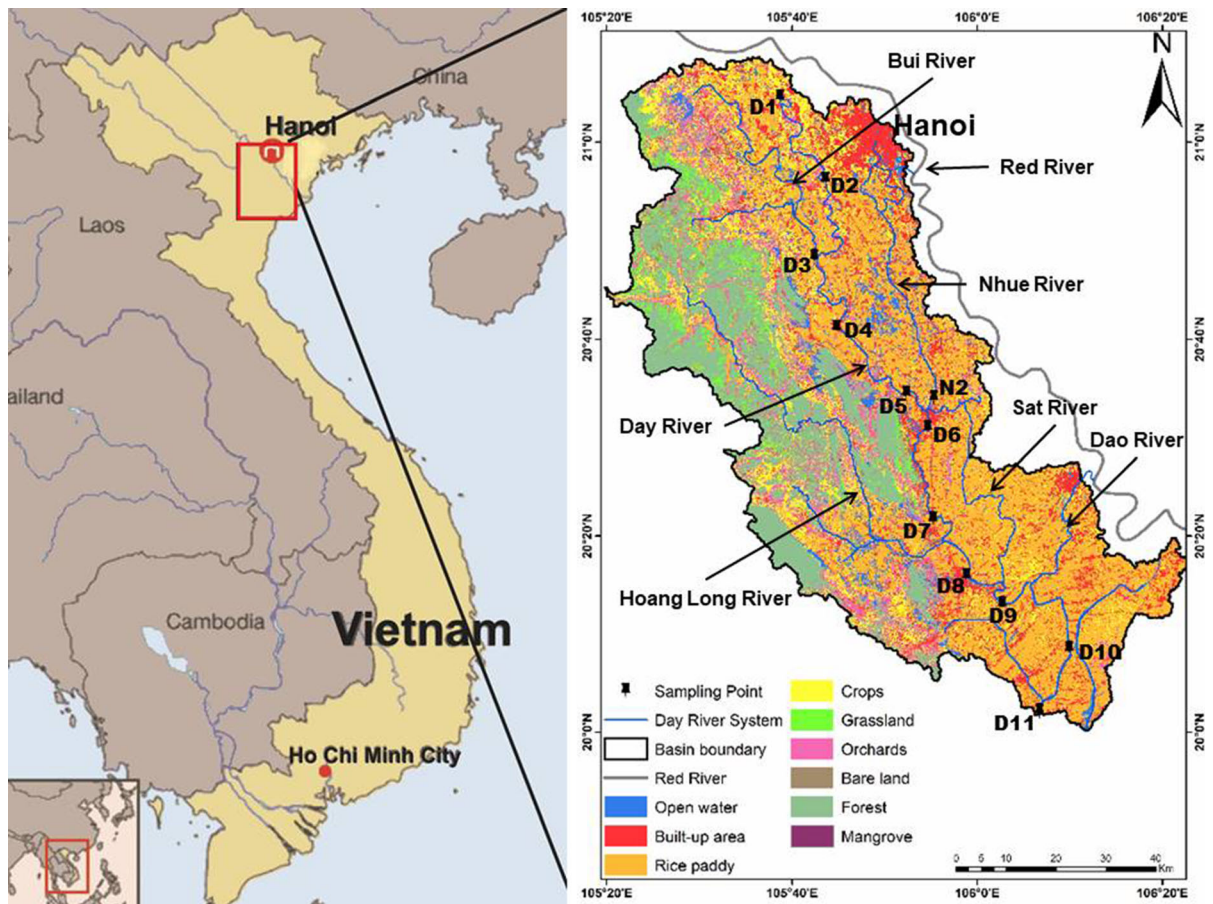 China
Hanoi
Laos
ailand
Cambodia
Vietnam
Ho Chi Minh City
105°20'E
105°40'E
106°0'E
106°20'E
N
Bui River
D1
Hanoi
21°0'N
21°0'N
Red River
D2
D3
Nhue River
D4
20°40'N
20°40'N
D5
N2
Sat River
Day River
D6
Dao River
D7
20°20'N
20°20'N
D8
Hoang Long River
D9
D10
D11
20°0'N
20°0'N
Sampling Point
Day River System
Basin boundary
Red River
Open water
Built-up area
Rice paddy
Crops
Grassland
Orchards
Bare land
Forest
Mangrove
0 5 10 20 30 40
Km
105°20'E
105°40'E
106°0'E
106°20'E